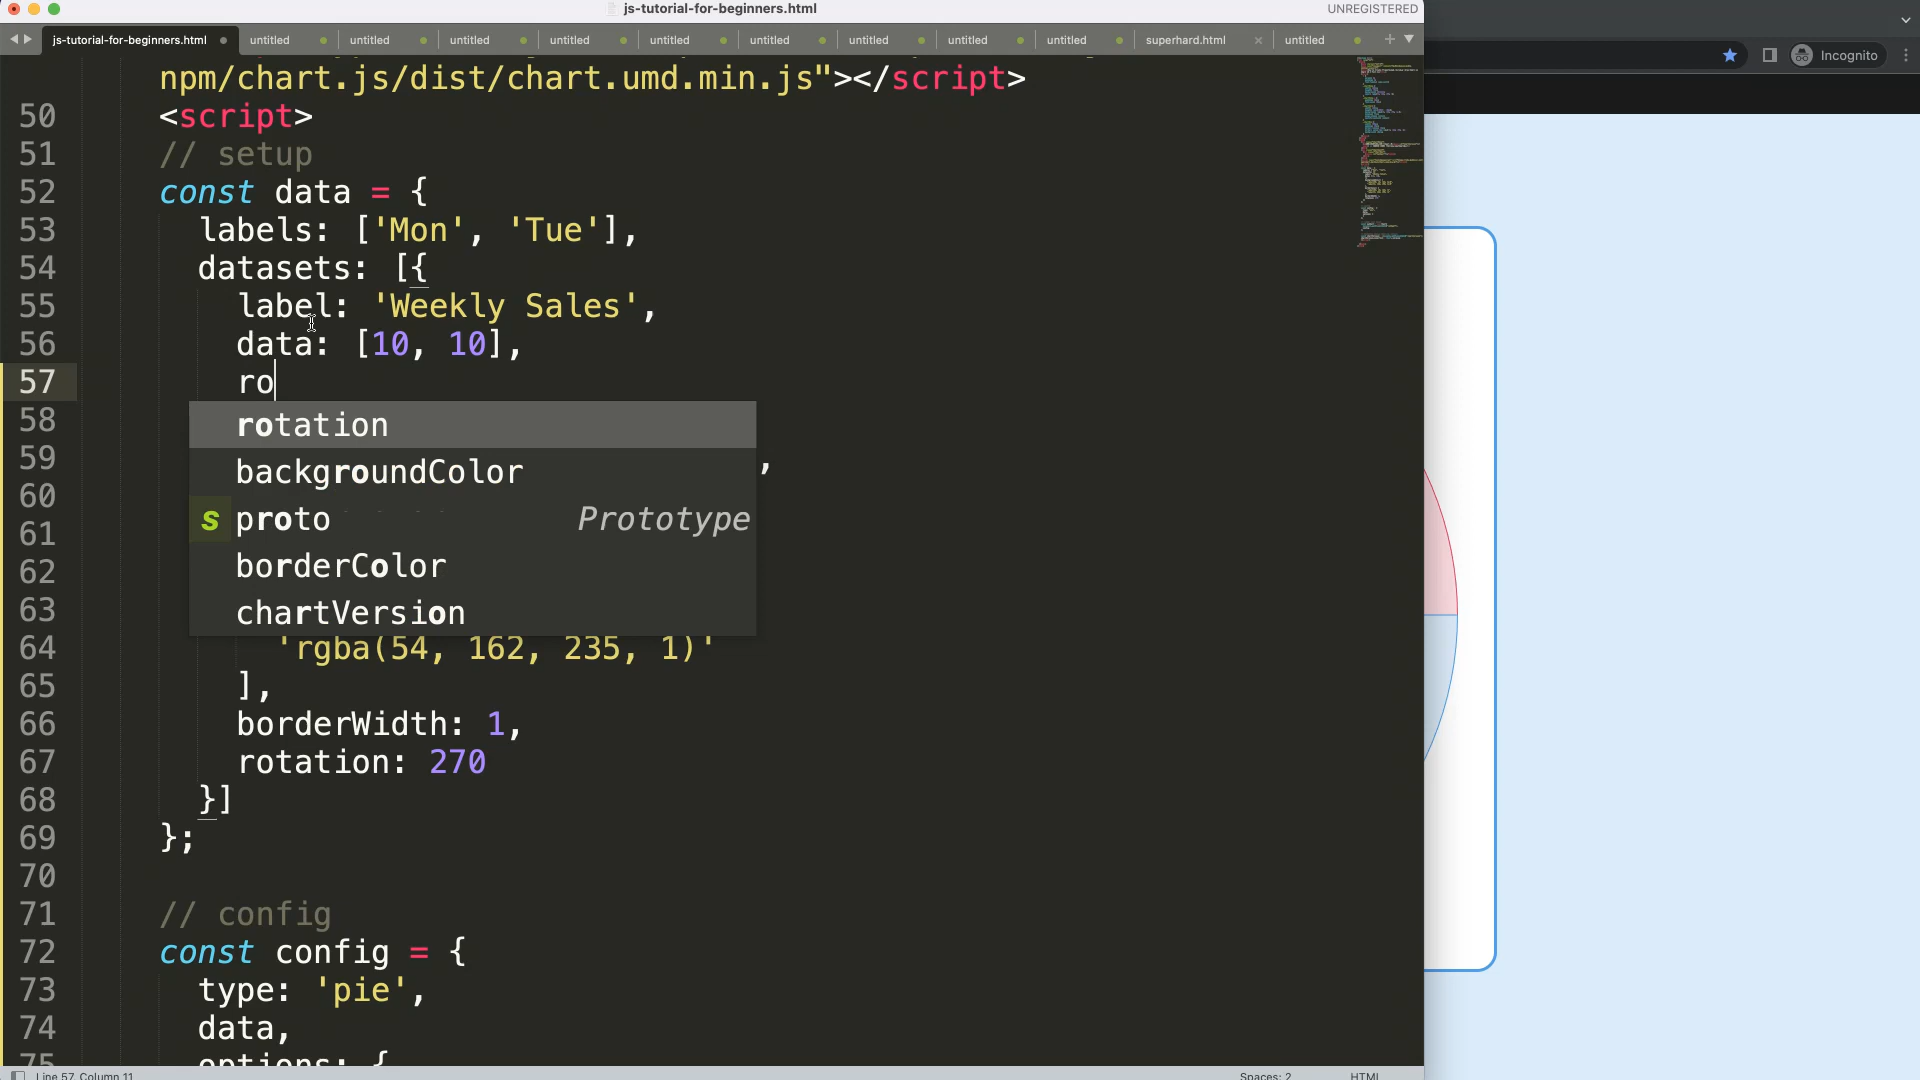 js-tutorial-for-beginners.html
UNREGISTERED
js-tutorial-for-beginners.html untitled untitled untitled untitled untitled untitled untitled untitled untitled superhard.html untitled
Incognito
npm/chart.js/dist/chart.umd.min.js"></script>
50 <script>
51 // setup
52 const data = {
53 labels: ['Mon', 'Tue'],
54 datasets: [{
55 label: 'Weekly Sales',
56 data: [10, 10],
57 ro
58 rotation
59 backgroundColor ,
60 s proto Prototype
61
62 borderColor
63 chartVersion
64 'rgba(54, 162, 235, 1)'
65 ],
66 borderWidth: 1,
67 rotation: 270
68 }]
69 };
70
71 // config
72 const config = {
73 type: 'pie',
74 data,
75 options: {
Line 57, Column 11
Spaces: 2
HTML